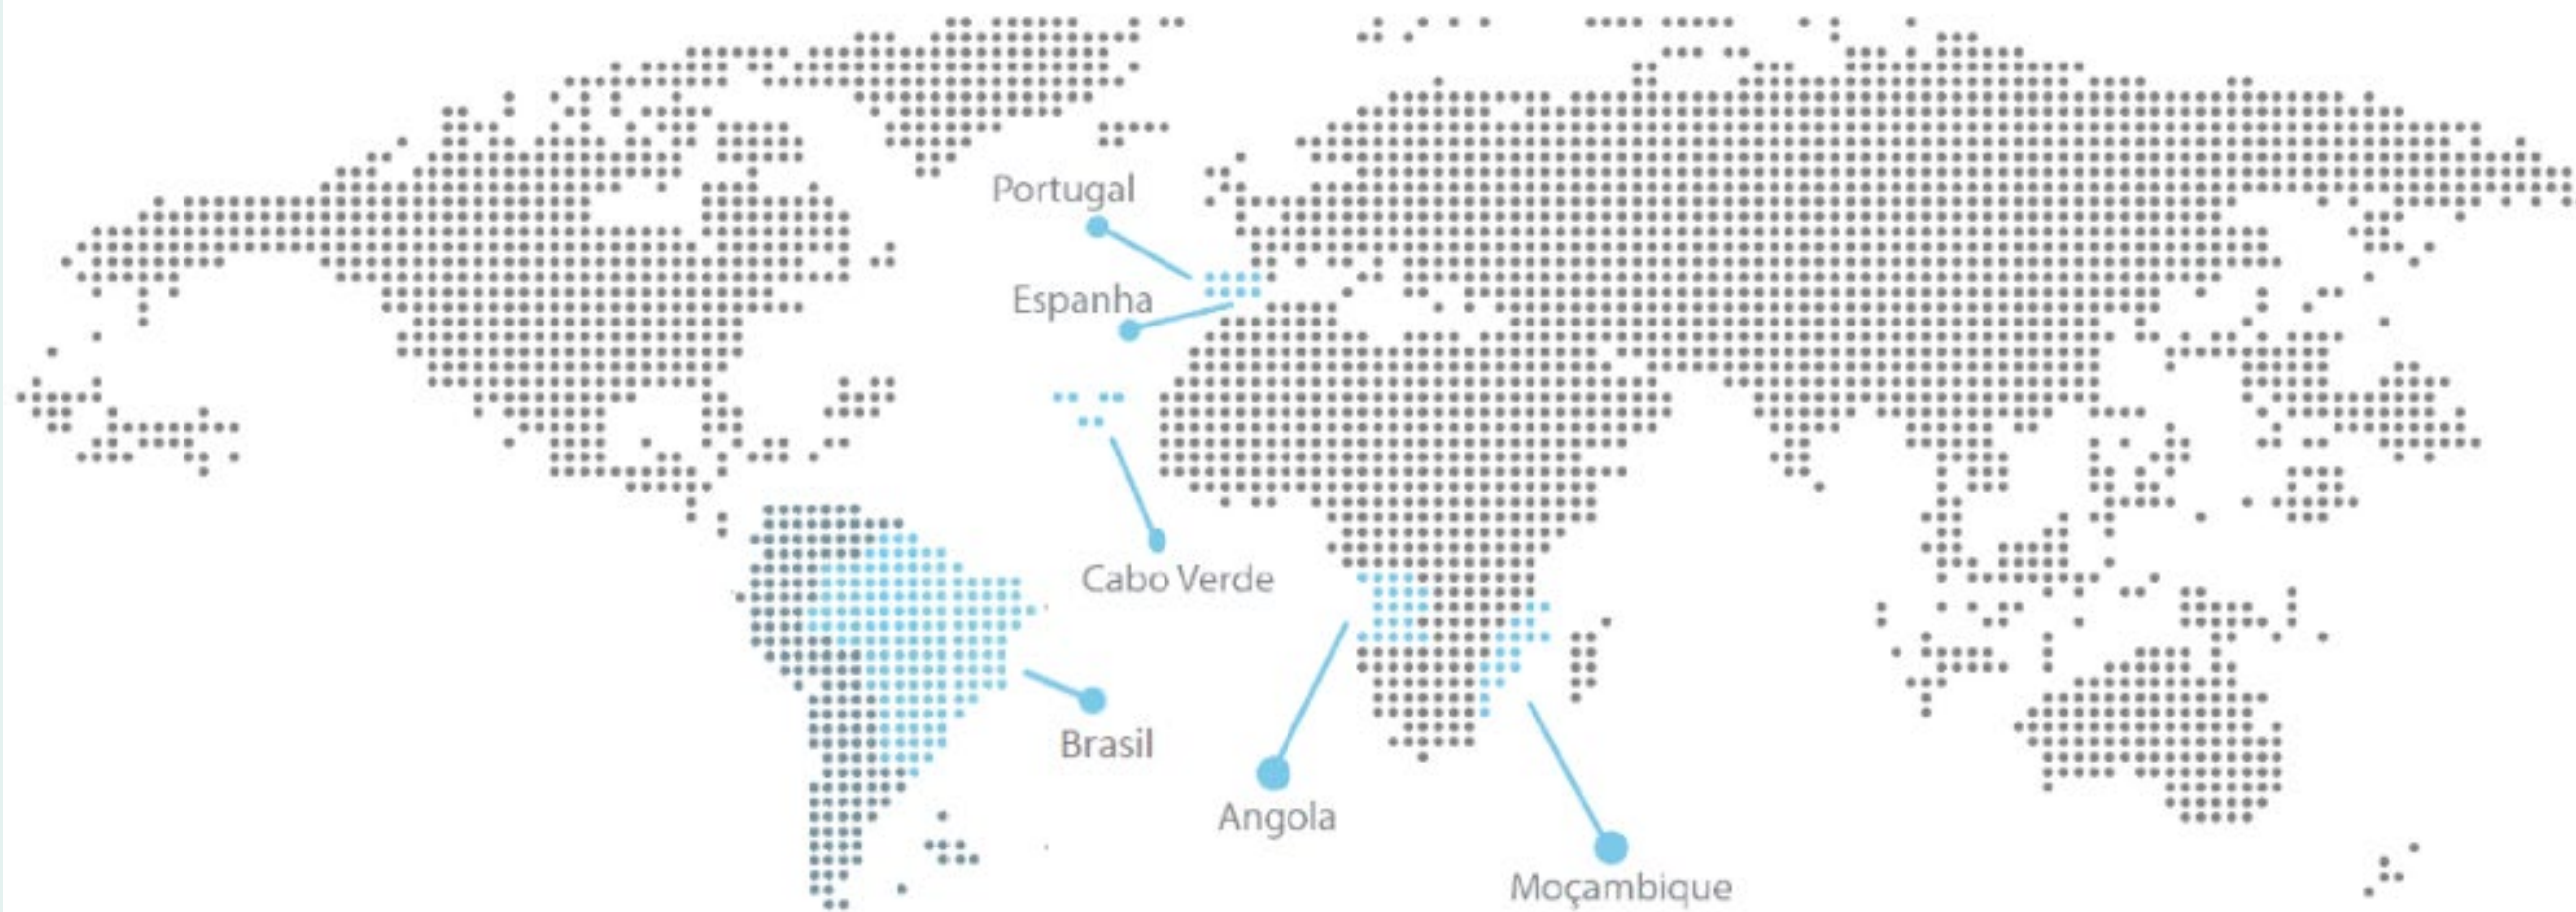 Portugal
Espanha
Cabo Verde
Brasil
Angola
Moçambique